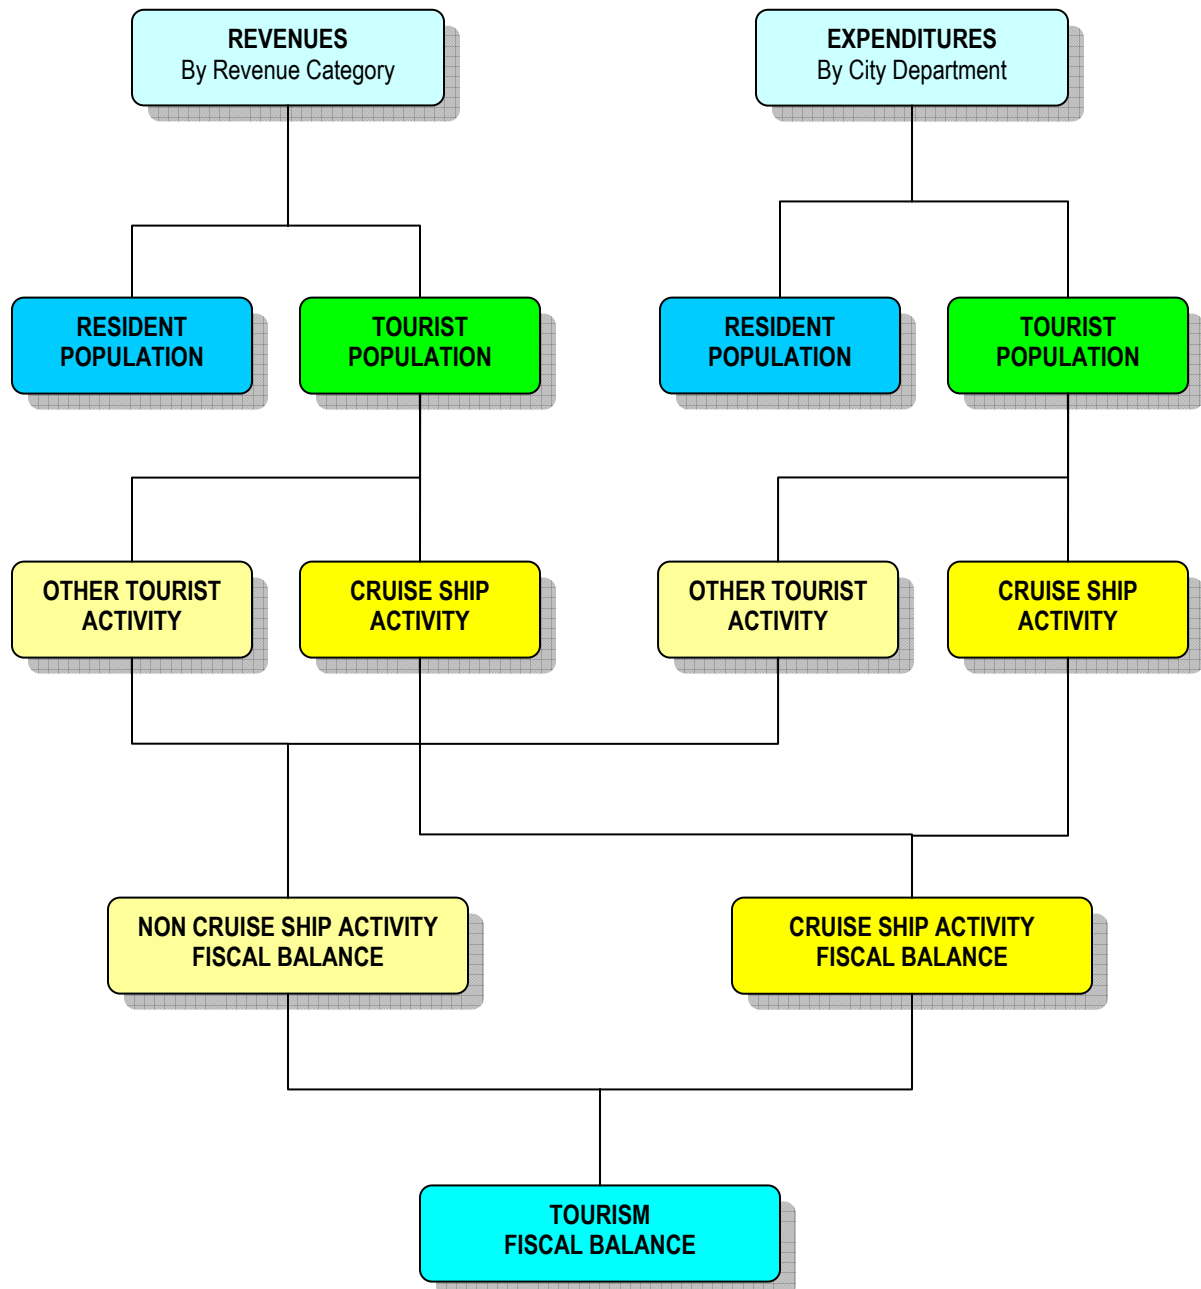 REVENUES
By Revenue Category
EXPENDITURES
By City Department
RESIDENT
POPULATION
TOURIST
POPULATION
RESIDENT
POPULATION
TOURIST
POPULATION
OTHER TOURIST
ACTIVITY
CRUISE SHIP
ACTIVITY
OTHER TOURIST
ACTIVITY
CRUISE SHIP
ACTIVITY
NON CRUISE SHIP ACTIVITY
FISCAL BALANCE
CRUISE SHIP ACTIVITY
FISCAL BALANCE
TOURISM
FISCAL BALANCE